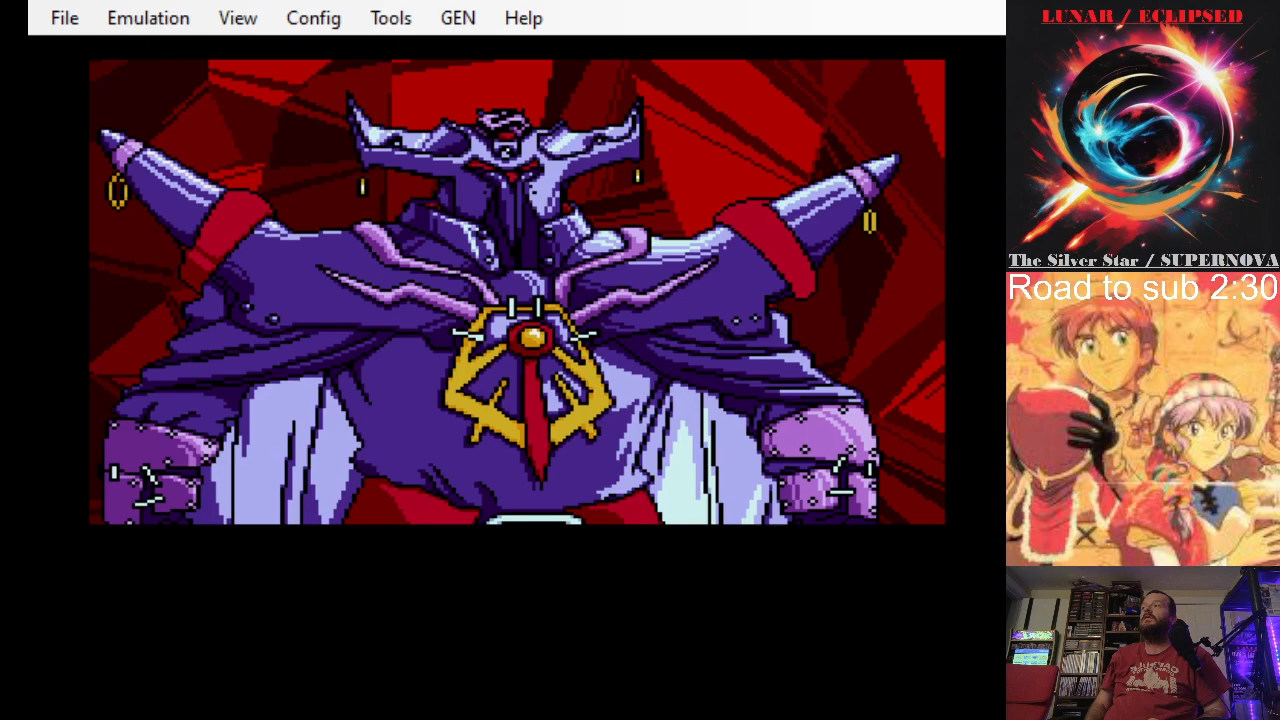 File Emulation View Config Tools GEN Help
LUNAR / ECLIPSED
The Silver Star / SUPERNOVA
Road to sub 2:30